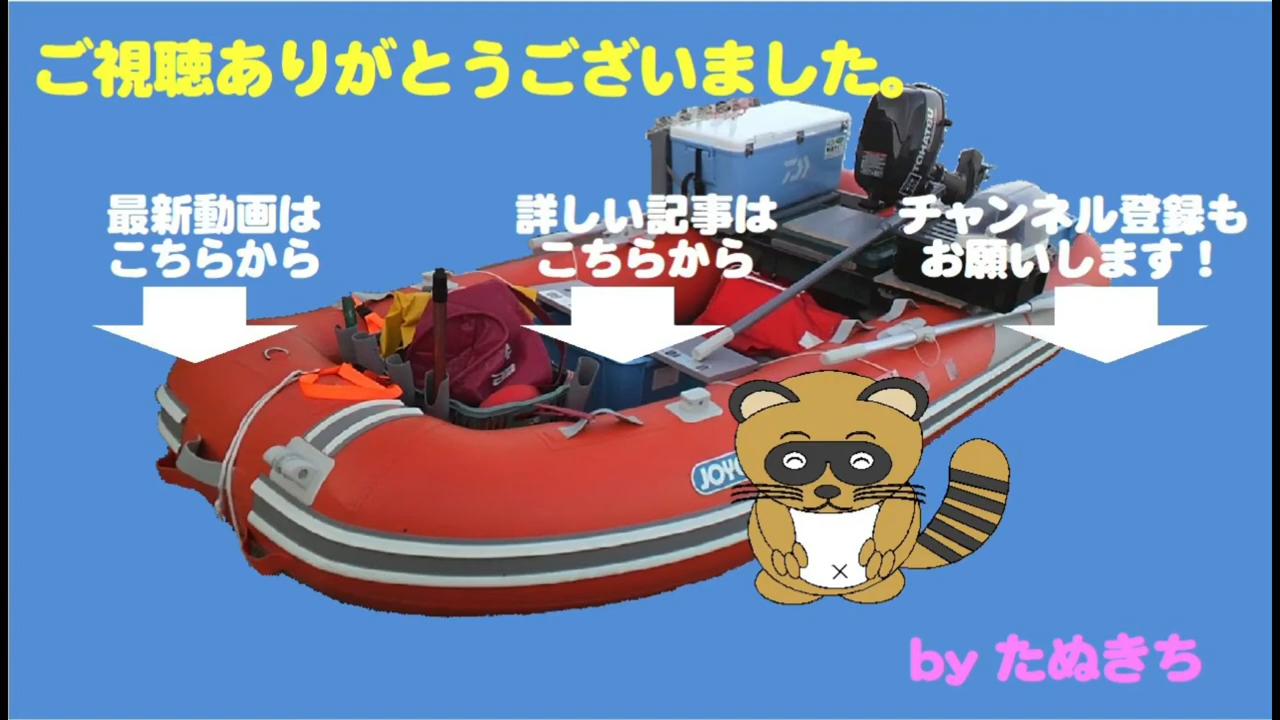 ご視聴ありがとうございました。
TOHATSU
最新動画は
こちらから
詳しい記事は
こちらから
チャンネル登録も
お願いします！
by たぬきち